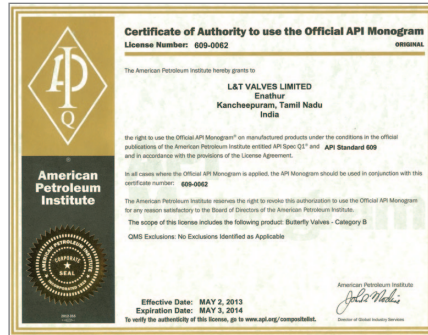 Certificate of Authority to use the Official API Monogram
License Number: 609-0062
ORIGINAL
The American Petroleum Institute hereby grants to
L&T VALVES LIMITED
Enathur
Kancheepuram, Tamil Nadu
India
the right to use the Official API Monogram® on manufactured products under the conditions in the official
publications of the American Petroleum Institute entitled API Spec Q1® and API Standard 609
and in accordance with the provisions of the License Agreement.
In all cases where the Official API Monogram is applied, the API Monogram should be used in conjunction with this
certificate number: 609-0062
The American Petroleum Institute reserves the right to revoke this authorization to use the Official API Monogram
for any reason satisfactory to the Board of Directors of the American Petroleum Institute.
The scope of this license includes the following product: Butterfly Valves - Category B
QMS Exclusions: No Exclusions Identified as Applicable
API
Q
American
Petroleum
Institute
AMERICAN PETROLEUM INSTITUTE
CORPORATE
SEAL
Effective Date: MAY 2, 2013
Expiration Date: MAY 3, 2014
To verify the authenticity of this license, go to www.api.org/compositelist.
American Petroleum Institute
Director of Global Industry Services